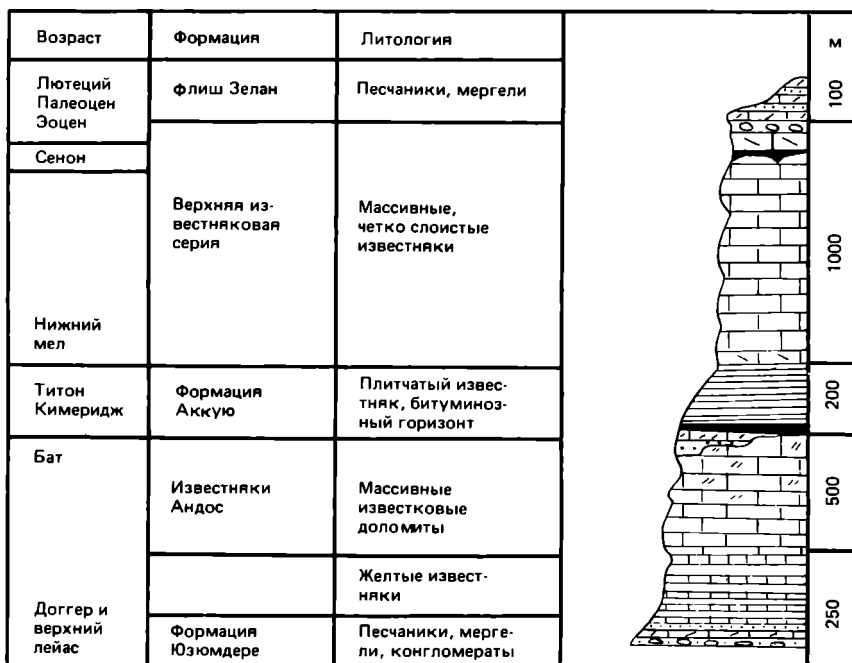 Возраст
Формация
Литология
м
Лютеций
Палеоцен
Эоцен
флиш Зелан
Песчаники, мергели
100
Сенон
Нижний
мел
Верхняя из-
вестняковая
серия
Массивные,
четко слоистые
известняки
1000
Титон
Кимеридж
Формация
Аккую
Плитчатый извес-
тняк, битуминоз-
ный горизонт
200
Бат
Известняки
Андос
Массивные
известковые
доломиты
500
Желтые извест-
няки
Доггер и
верхний
лейас
Формация
Юзюмдере
Песчаники, мерге-
ли, конгломераты
250